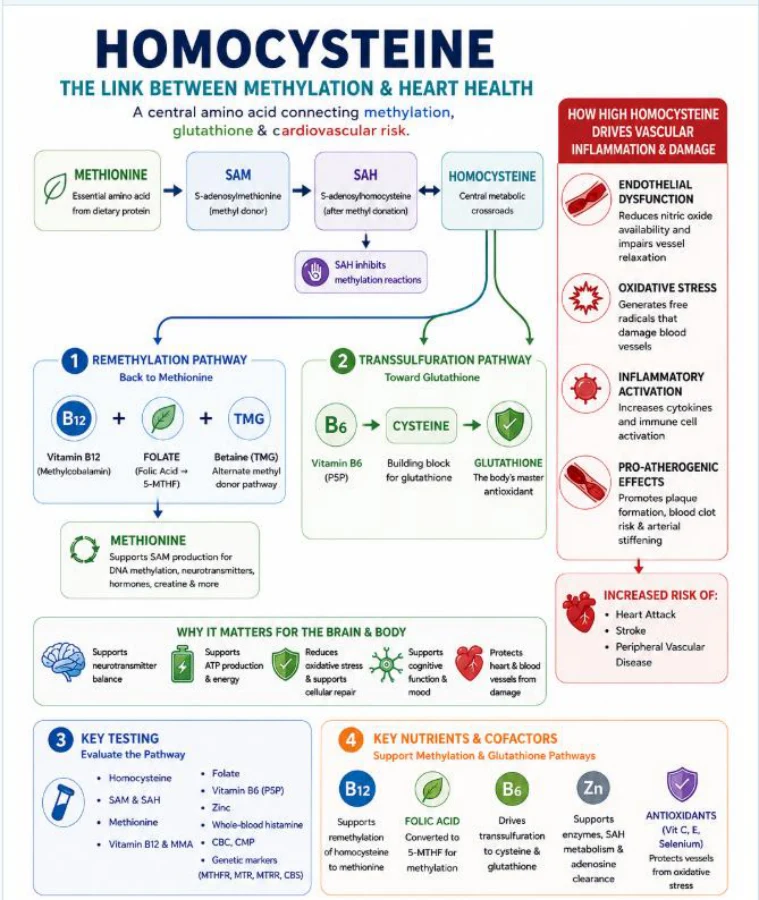 HOMOCYSTEINE
THE LINK BETWEEN METHYLATION & HEART HEALTH
A central amino acid connecting methylation,
glutathione & cardiovascular risk.
METHIONINE
Essential amino acid
from dietary protein
SAM
S-adenosylmethionine
(methyl donor)
SAH
S-adenosylhomocysteine
(after methyl donation)
HOMOCYSTEINE
Central metabolic
crossroads
SAH inhibits
methylation reactions
1 REMETHYLATION PATHWAY
Back to Methionine
B12 + + TMG
Vitamin B12
(Methylcobalamin)
FOLATE
(Folic Acid →
5-MTHF)
Betaine (TMG)
Alternate methyl
donor pathway
METHIONINE
Supports SAM production for
DNA methylation, neurotransmitters,
hormones, creatine & more
2 TRANSSULFURATION PATHWAY
Toward Glutathione
B6
CYSTEINE
Vitamin B6
(P5P)
Building block
for glutathione
GLUTATHIONE
The body's master
antioxidant
HOW HIGH HOMOCYSTEINE
DRIVES VASCULAR
INFLAMMATION & DAMAGE
ENDOTHELIAL
DYSFUNCTION
Reduces nitric oxide
availability and
impairs vessel
relaxation
OXIDATIVE STRESS
Generates free
radicals that
damage blood
vessels
INFLAMMATORY
ACTIVATION
Increases cytokines
and immune cell
activation
PRO-ATHEROGENIC
EFFECTS
Promotes plaque
formation, blood clot
risk & arterial
stiffening
INCREASED RISK OF:
• Heart Attack
• Stroke
• Peripheral Vascular
Disease
WHY IT MATTERS FOR THE BRAIN & BODY
Supports
neurotransmitter
balance
Supports
ATP production
& energy
Reduces
oxidative stress
& supports
cellular repair
Supports
cognitive
function &
mood
Protects
heart & blood
vessels from
damage
3 KEY TESTING
Evaluate the Pathway
• Homocysteine
• SAM & SAH
• Methionine
• Vitamin B12 & MMA
• Folate
• Vitamin B6 (P5P)
• Zinc
• Whole-blood histamine
• CBC, CMP
• Genetic markers
(MTHFR, MTR, MTRR, CBS)
4 KEY NUTRIENTS & COFACTORS
Support Methylation & Glutathione Pathways
B12
Supports
remethylation
of homocysteine
to methionine
FOLIC ACID
Converted to
5-MTHF for
methylation
B6
Drives
transsulfuration
to cysteine &
glutathione
Zn
Supports
enzymes, SAH
metabolism &
adenosine
clearance
ANTIOXIDANTS
(Vit C, E,
Selenium)
Protects vessels
from oxidative
stress